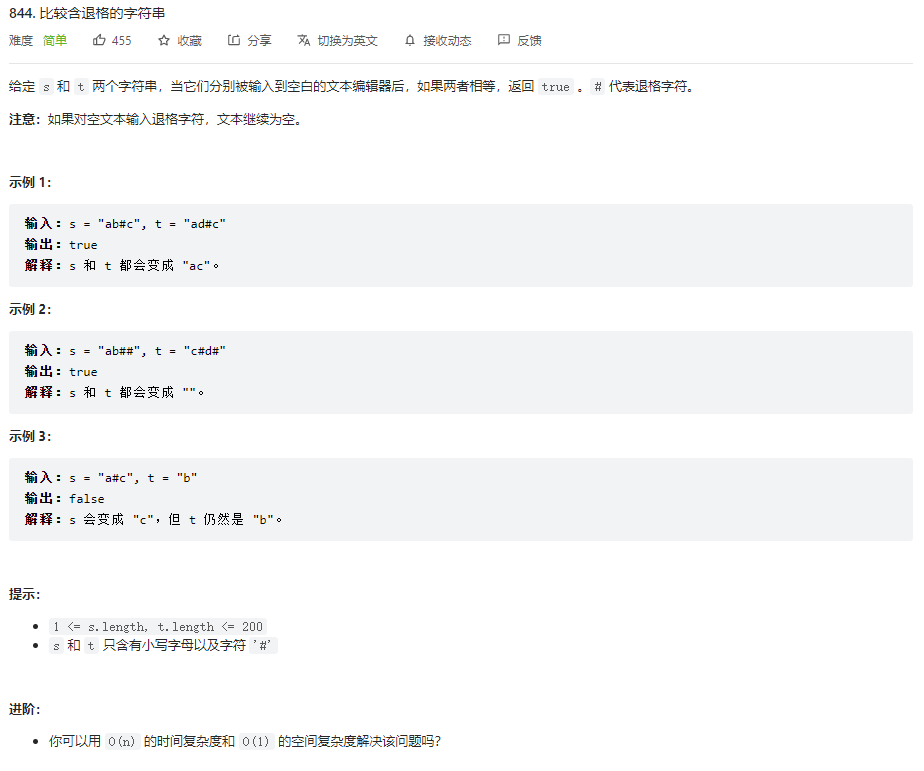 844. 比较含退格的字符串
难度 简单 455 收藏 分享 切换为英文 接收动态 反馈
给定 s 和 t 两个字符串，当它们分别被输入到空白的文本编辑器后，如果两者相等，返回 true 。# 代表退格字符。
注意：如果对空文本输入退格字符，文本继续为空。
示例 1：
输入：s = "ab#c", t = "ad#c"
输出：true
解释：s 和 t 都会变成 "ac"。
示例 2：
输入：s = "ab##", t = "c#d#"
输出：true
解释：s 和 t 都会变成 ""。
示例 3：
输入：s = "a#c", t = "b"
输出：false
解释：s 会变成 "c"，但 t 仍然是 "b"。
提示：
• 1 <= s.length, t.length <= 200
• s 和 t 只含有小写字母以及字符 '#'
进阶：
• 你可以用 O(n) 的时间复杂度和 O(1) 的空间复杂度解决该问题吗？